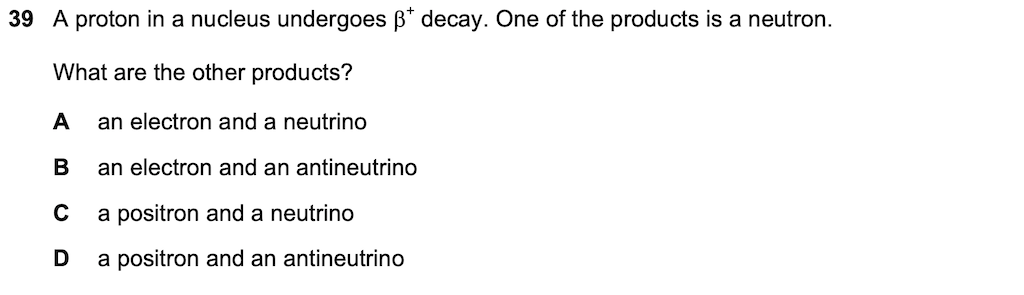 39 A proton in a nucleus undergoes β⁺ decay. One of the products is a neutron.
What are the other products?
A an electron and a neutrino
B an electron and an antineutrino
C a positron and a neutrino
D a positron and an antineutrino